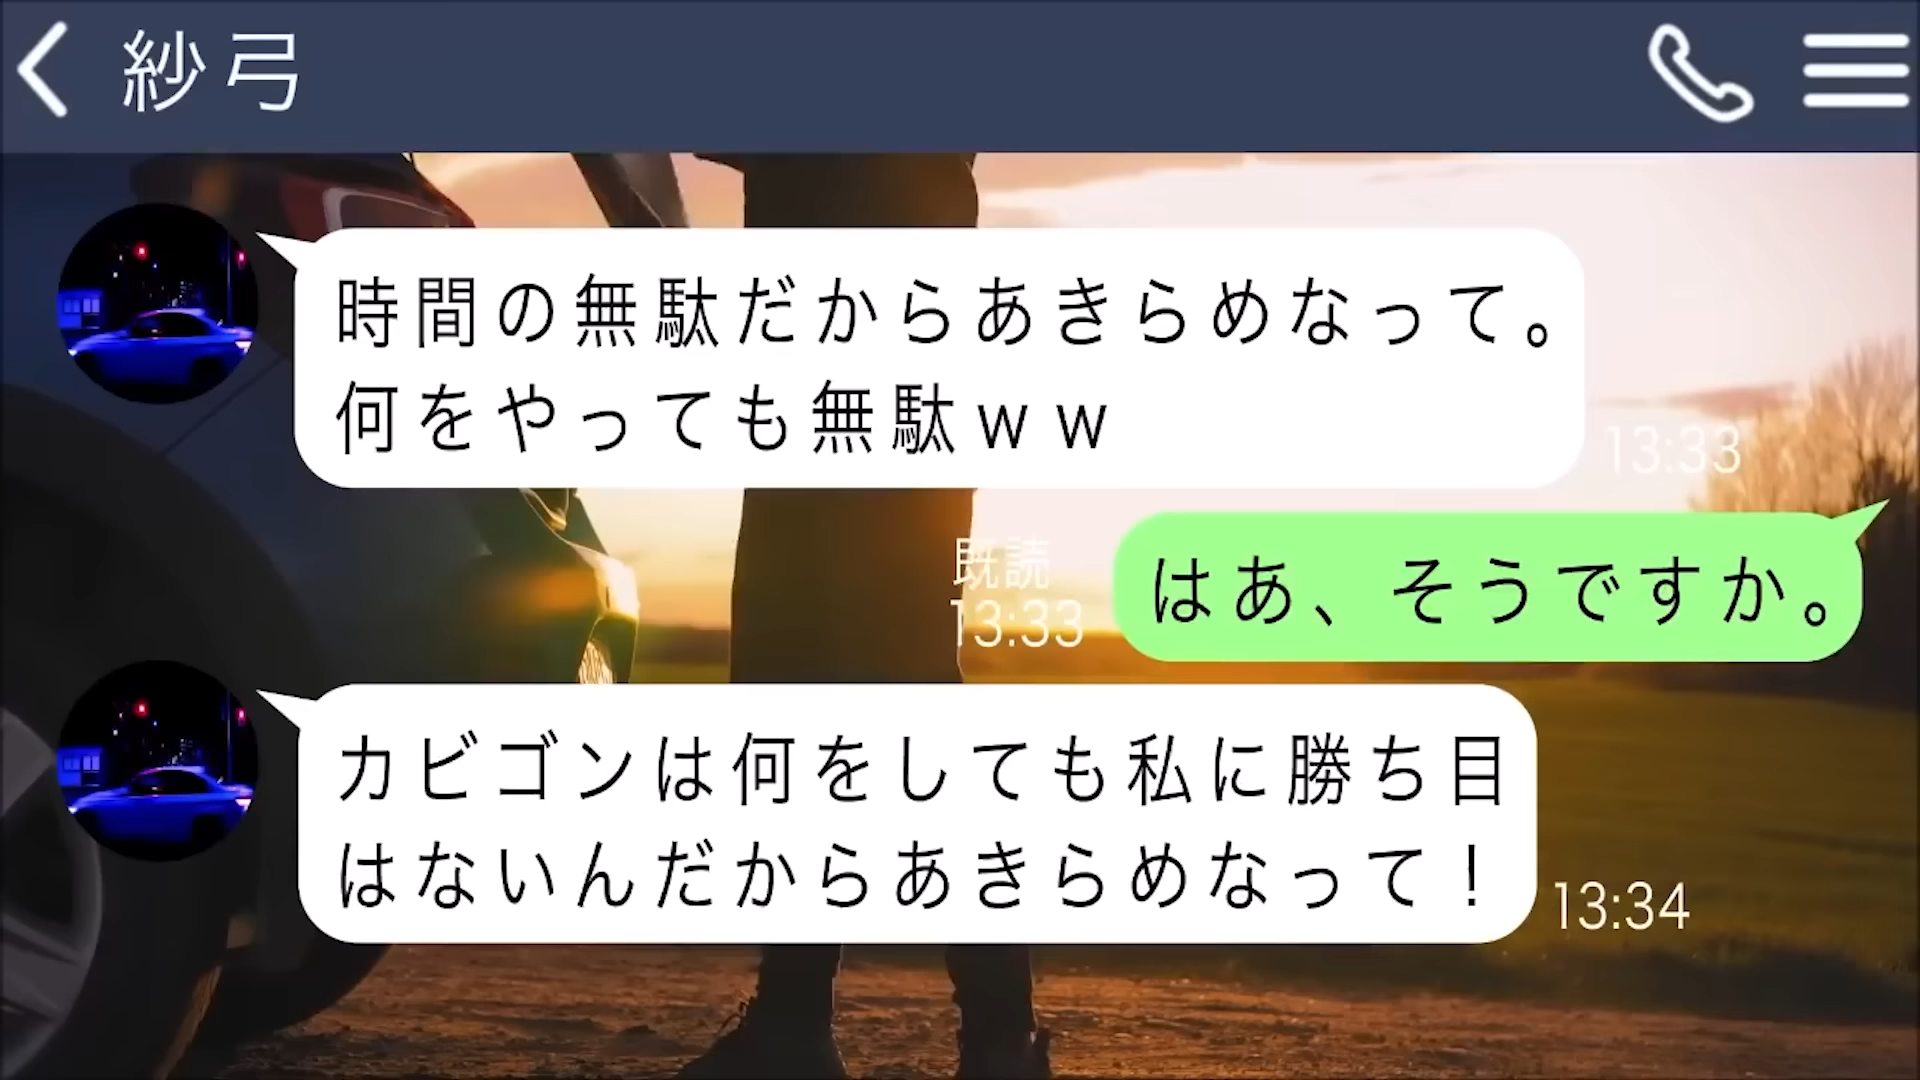 紗弓
時間の無駄だからあきらめなって。
何をやっても無駄ｗｗ
13:33
既読
13:33
はあ、そうですか。
カビゴンは何をしても私に勝ち目
はないんだからあきらめなって！
13:34